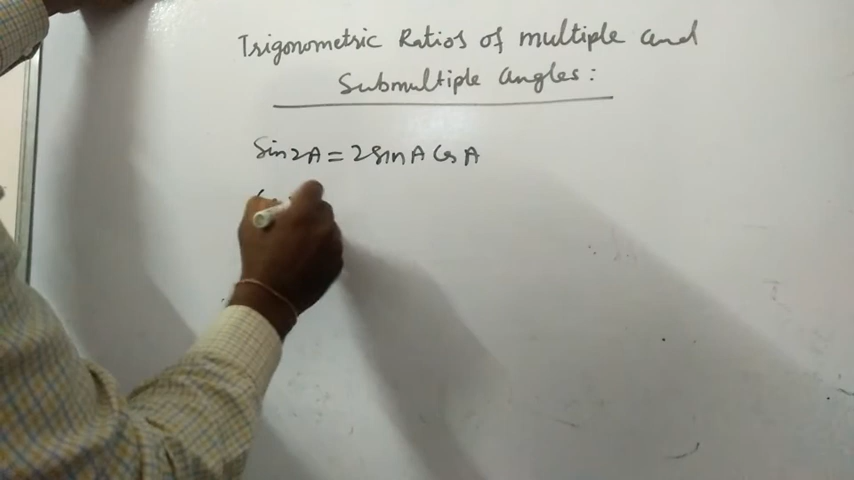 Trigonometric Ratios of multiple and
Submultiple angles:
Sin2A = 2SinA CosA